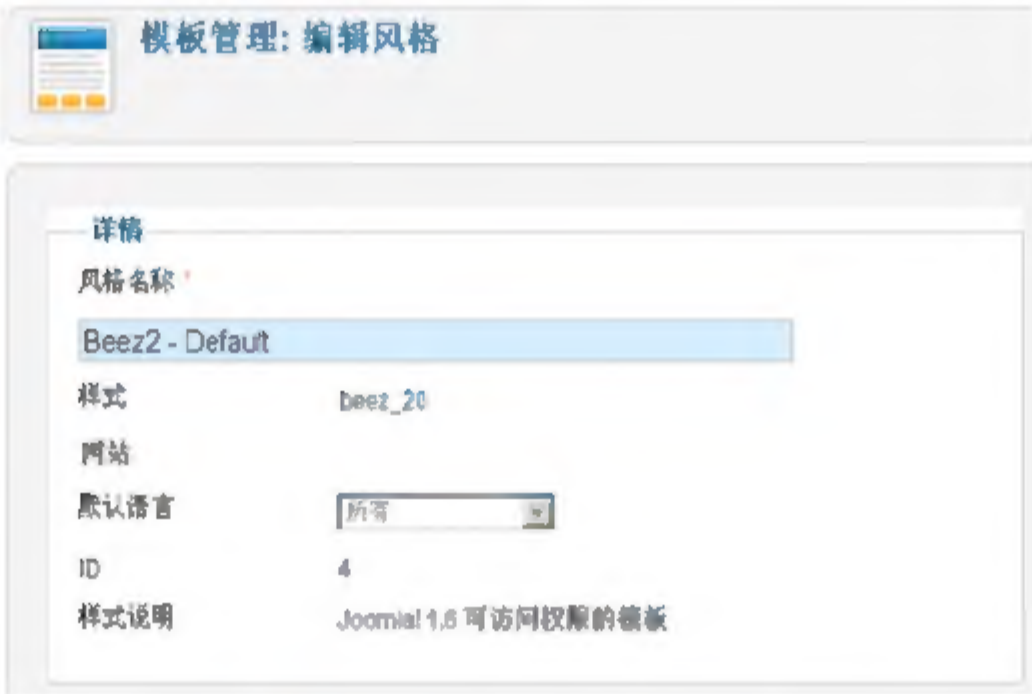 模板管理: 编辑风格
详情
风格名称 *
Beez2 - Default
样式 beez_20
网站
默认语言 所有
ID 4
样式说明 Joomla! 1.6 可访问权限的模板